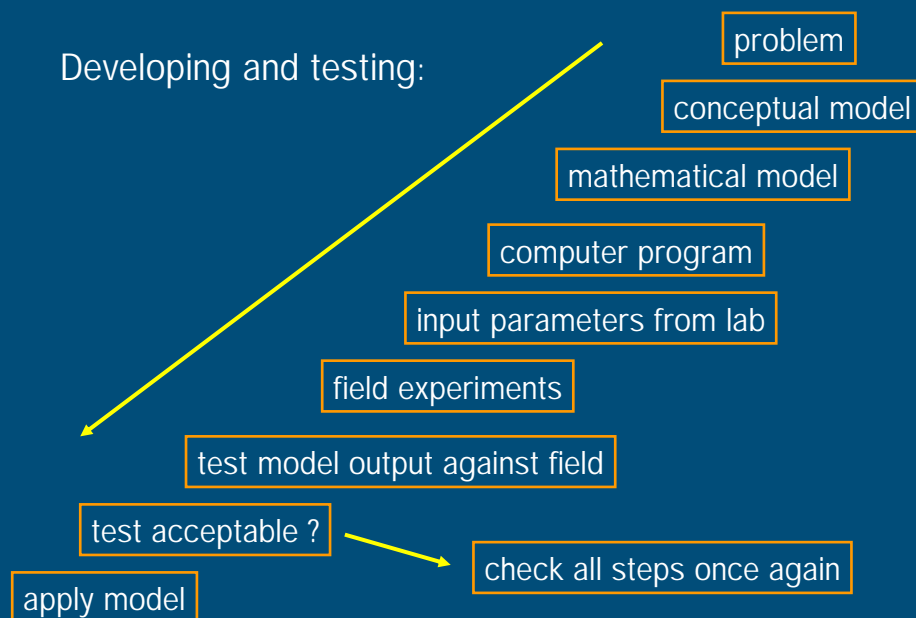 problem
Developing and testing:
conceptual model
mathematical model
computer program
input parameters from lab
field experiments
test model output against field
test acceptable ?
check all steps once again
apply model